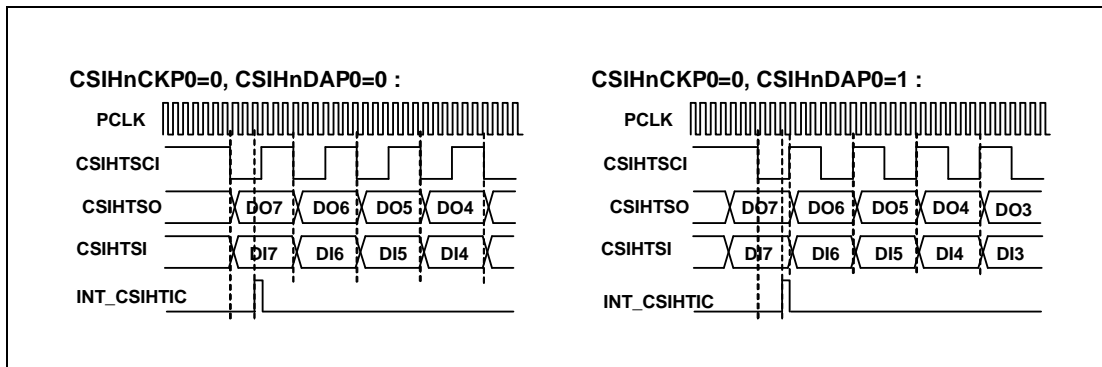 CSIHnCKP0=0, CSIHnDAP0=0 :
PCLK
CSIHTSCI
CSIHTSO DO7 DO6 DO5 DO4
CSIHTSI DI7 DI6 DI5 DI4
INT_CSIHTIC
CSIHnCKP0=0, CSIHnDAP0=1 :
PCLK
CSIHTSCI
CSIHTSO DO7 DO6 DO5 DO4 DO3
CSIHTSI DI7 DI6 DI5 DI4 DI3
INT_CSIHTIC